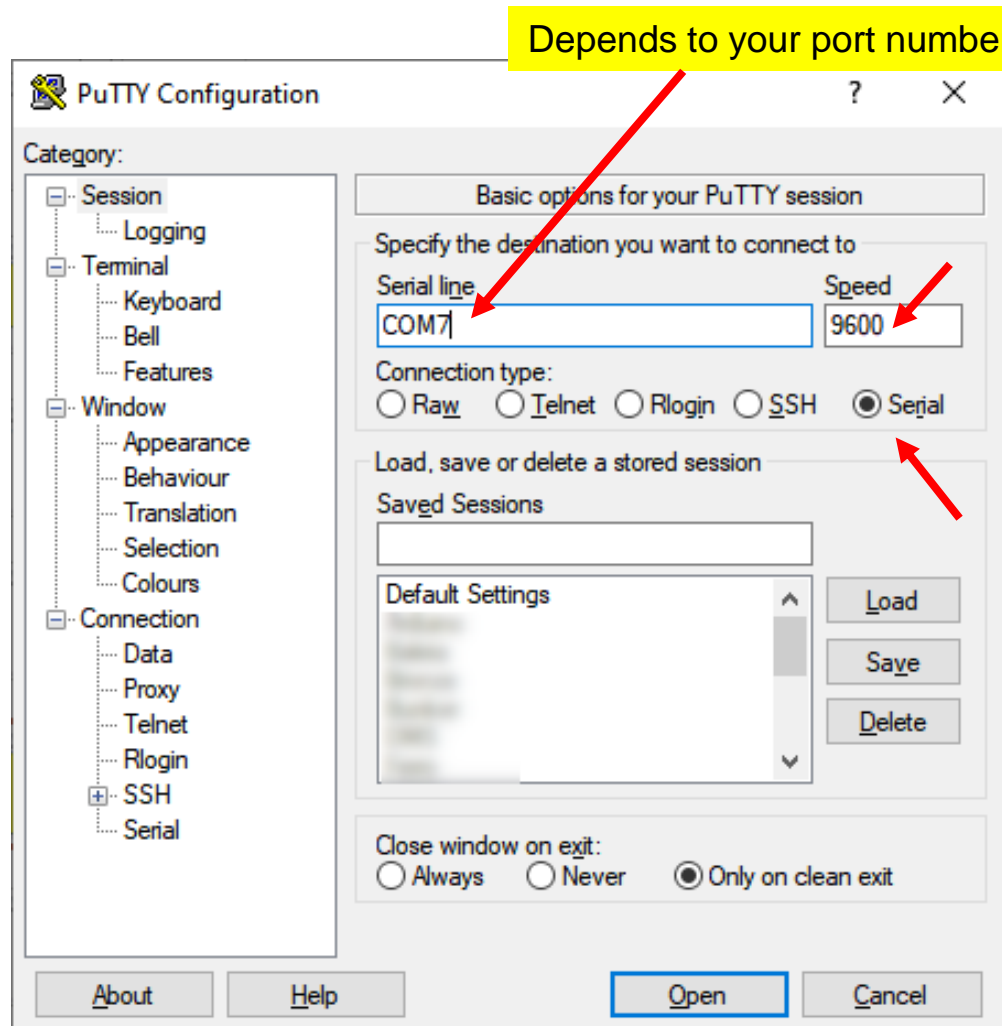 Depends to your port numbe
PuTTY Configuration
?
Category:
Session
Logging
Terminal
Keyboard
Bell
Features
Window
Appearance
Behaviour
Translation
Selection
Colours
Connection
Data
Proxy
Telnet
Rlogin
SSH
Serial
Basic options for your PuTTY session
Specify the destination you want to connect to
Serial line Speed
COM7 9600
Connection type:
Raw Telnet Rlogin SSH Serial
Load, save or delete a stored session
Saved Sessions
Default Settings
Load
Save
Delete
Close window on exit:
Always Never Only on clean exit
About Help Open Cancel